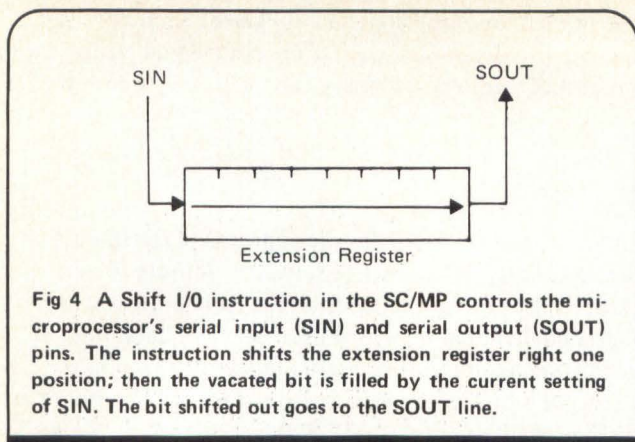 SIN
SOUT
Extension Register
Fig 4 A Shift I/0 instruction in the SC/MP controls the mi-
croprocessor's serial input (SIN) and serial output (SOUT)
pins. The instruction shifts the extension register right one
position; then the vacated bit is filled by the current setting
of SIN. The bit shifted out goes to the SOUT line.